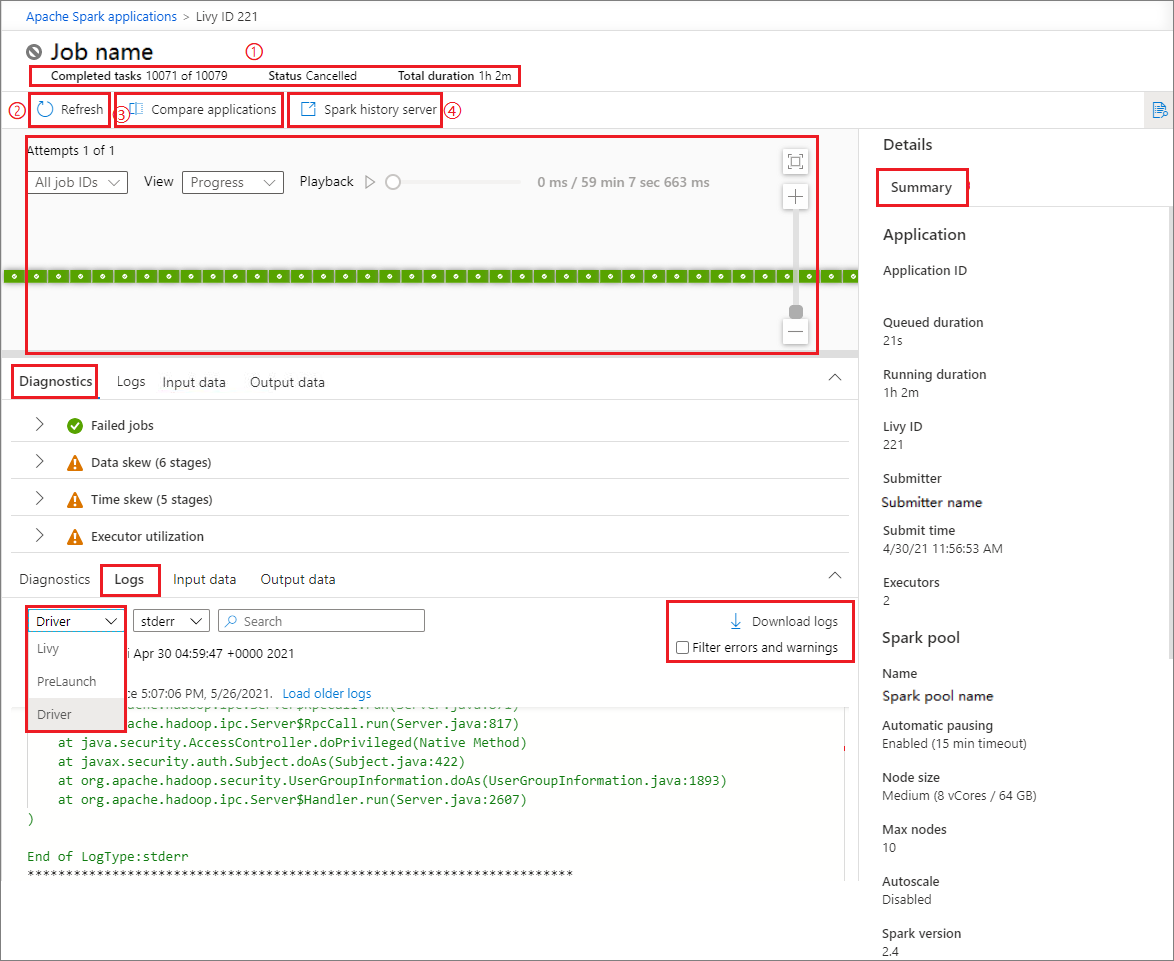 Apache Spark applications > Livy ID 221
Job name
①
Completed tasks 10071 of 10079 Status Cancelled Total duration 1h 2m
② Refresh ③ Compare applications Spark history server ④
Attempts 1 of 1
All job IDs View Progress Playback 0 ms / 59 min 7 sec 663 ms
Diagnostics Logs Input data Output data
Failed jobs
Data skew (6 stages)
Time skew (5 stages)
Executor utilization
Diagnostics Logs Input data Output data
Driver stderr Search Download logs
Filter errors and warnings
Livy
PreLaunch
Driver
i Apr 30 04:59:47 +0000 2021
ce 5:07:06 PM, 5/26/2021. Load older logs
pache.hadoop.ipc.Server$RpcCall.run(Server.java:817)
at java.security.AccessController.doPrivileged(Native Method)
at javax.security.auth.Subject.doAs(Subject.java:422)
at org.apache.hadoop.security.UserGroupInformation.doAs(UserGroupInformation.java:1893)
at org.apache.hadoop.ipc.Server$Handler.run(Server.java:2607)
)
End of LogType:stderr
***********************************************************************
Details
Summary
Application
Application ID
Queued duration
21s
Running duration
1h 2m
Livy ID
221
Submitter
Submitter name
Submit time
4/30/21 11:56:53 AM
Executors
2
Spark pool
Name
Spark pool name
Automatic pausing
Enabled (15 min timeout)
Node size
Medium (8 vCores / 64 GB)
Max nodes
10
Autoscale
Disabled
Spark version
2.4